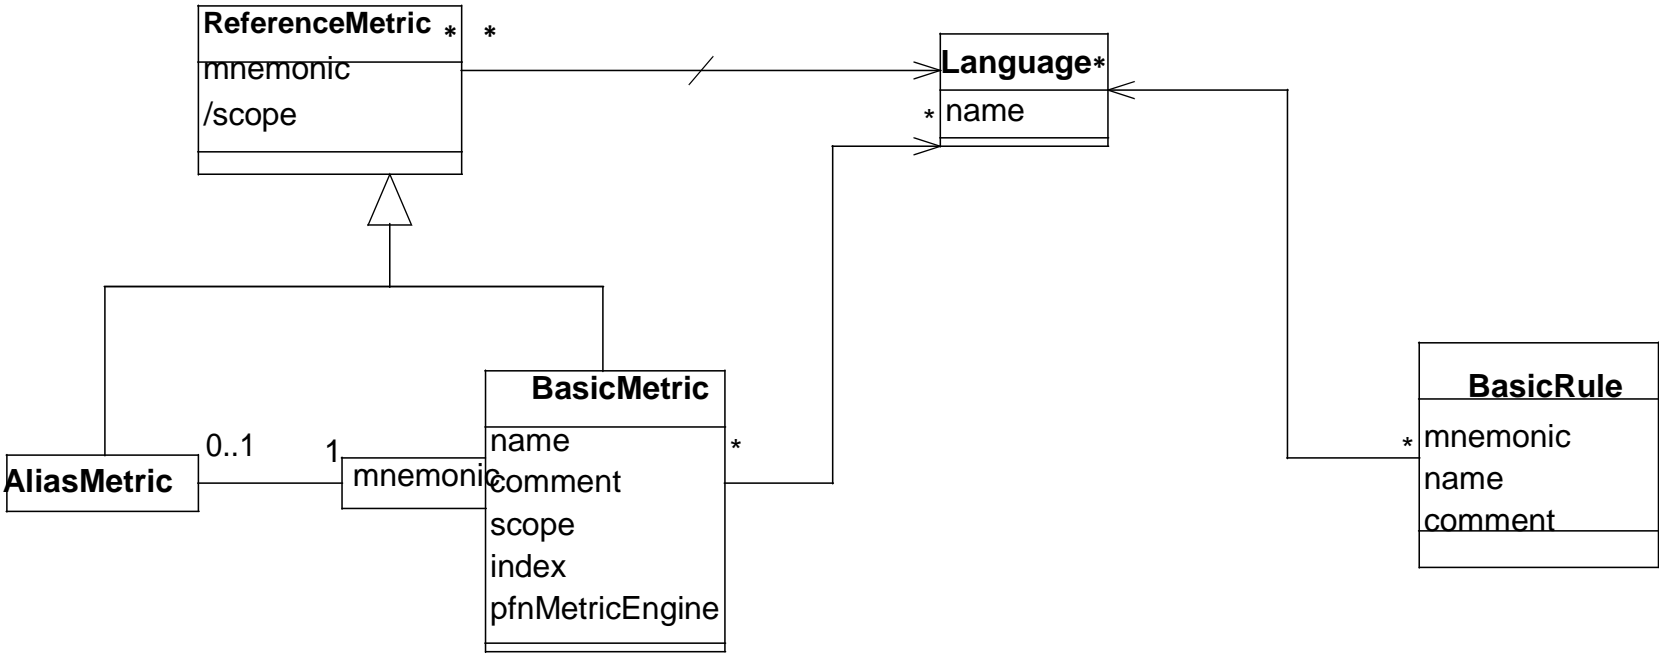 ReferenceMetric * *
mnemonic
/scope
Language*
* name
BasicMetric
name
comment
scope
index
pfnMetricEngine
*
0..1
1
AliasMetric
mnemonic
BasicRule
* mnemonic
name
comment